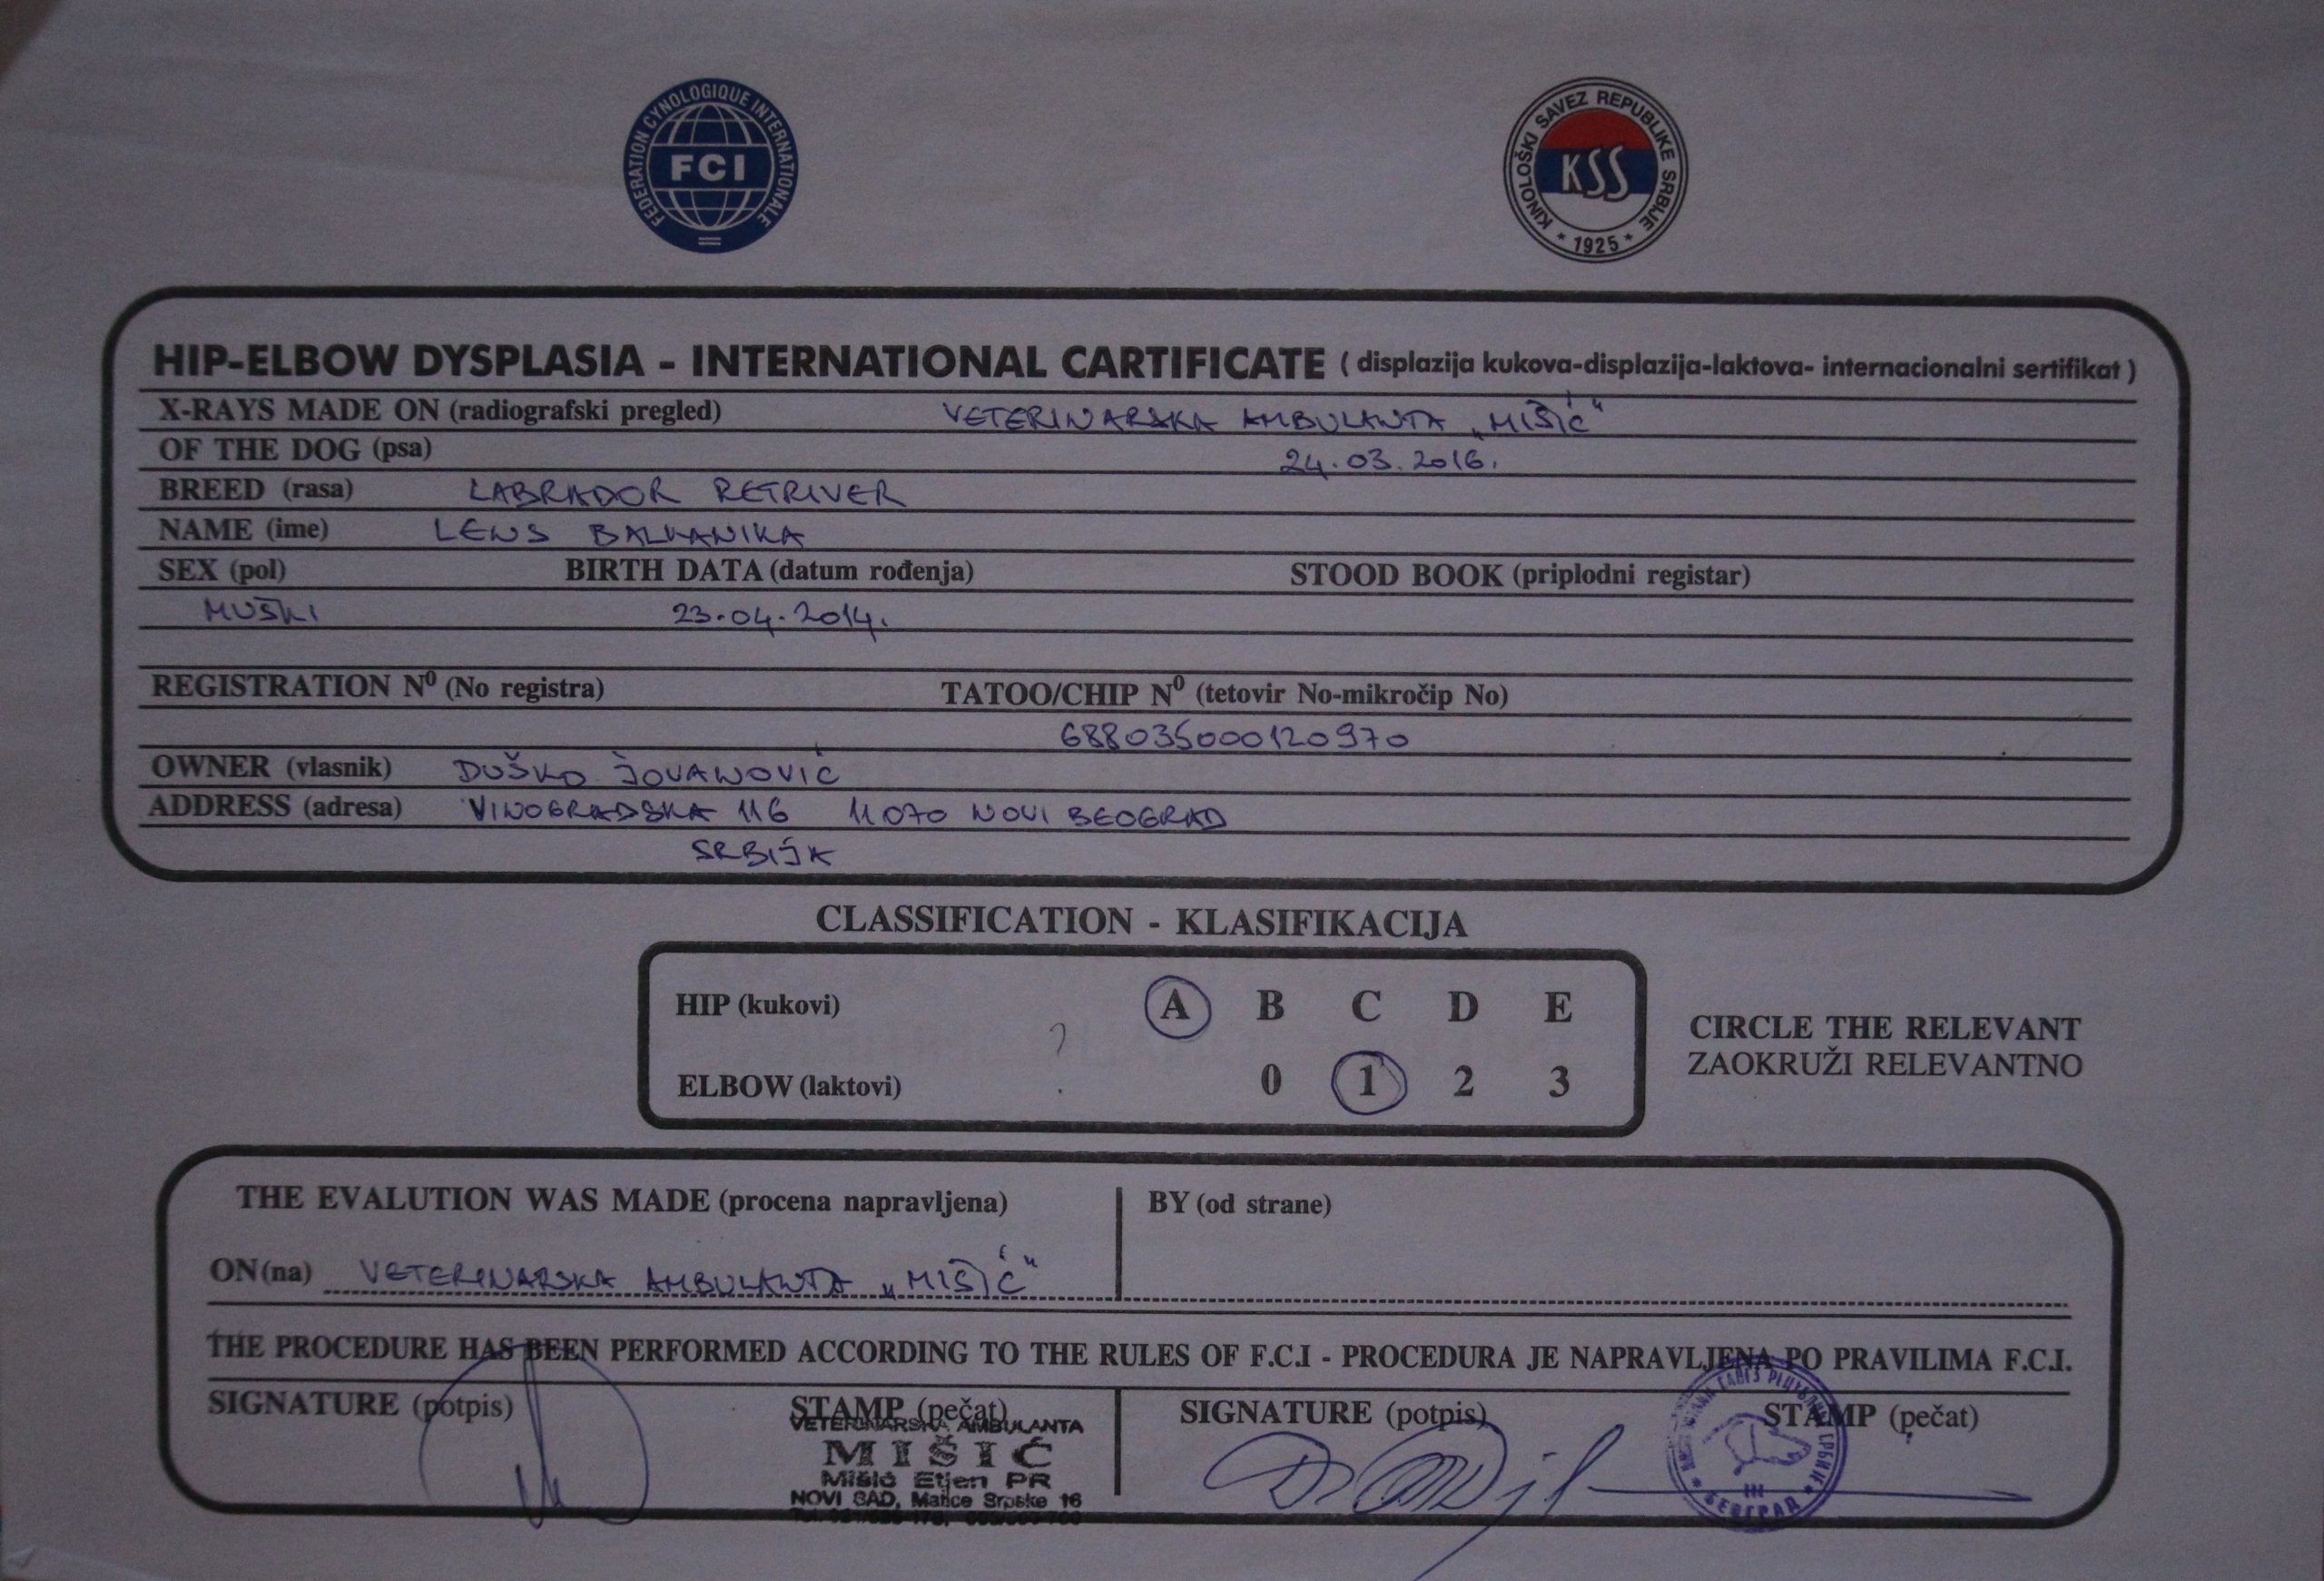 FEDERATION CYNOLOGIQUE INTERNATIONALE
FCI
KINOLOŠKI SAVEZ REPUBLIKE SRBIJE
KSS
* 1925 *
HIP-ELBOW DYSPLASIA - INTERNATIONAL CARTIFICATE ( displazija kukova-displazija-laktova- internacionalni sertifikat )
X-RAYS MADE ON (radiografski pregled) VETERINARSKA AMBULANTA „MIŠIĆ“
OF THE DOG (psa) 24.03.2016.
BREED (rasa) LABRADOR RETRIVER
NAME (ime) LENS BALKANIKA
SEX (pol) BIRTH DATA (datum rođenja) STOOD BOOK (priplodni registar)
MUŠKI 23.04.2014.
REGISTRATION N⁰ (No registra) TATOO/CHIP N⁰ (tetovir No-mikročip No)
688035000120970
OWNER (vlasnik) DUŠKO JOVANOVIĆ
ADDRESS (adresa) VINOGRADSKA 116 11070 NOVI BEOGRAD
SRBIJA
CLASSIFICATION - KLASIFIKACIJA
HIP (kukovi) A B C D E
?
ELBOW (laktovi) 0 1 2 3
CIRCLE THE RELEVANT
ZAOKRUŽI RELEVANTNO
THE EVALUTION WAS MADE (procena napravljena) BY (od strane)
ON(na) VETERINARSKA AMBULANTA „MIŠIĆ“
THE PROCEDURE HAS BEEN PERFORMED ACCORDING TO THE RULES OF F.C.I - PROCEDURA JE NAPRAVLJENA PO PRAVILIMA F.C.I.
SIGNATURE (potpis) STAMP (pečat) SIGNATURE (potpis) STAMP (pečat)
VETERINARSKA AMBULANTA
MIŠIĆ
Mišić Etjen PR
NOVI SAD, Matice Srpske 16
БЕОГРАД
III